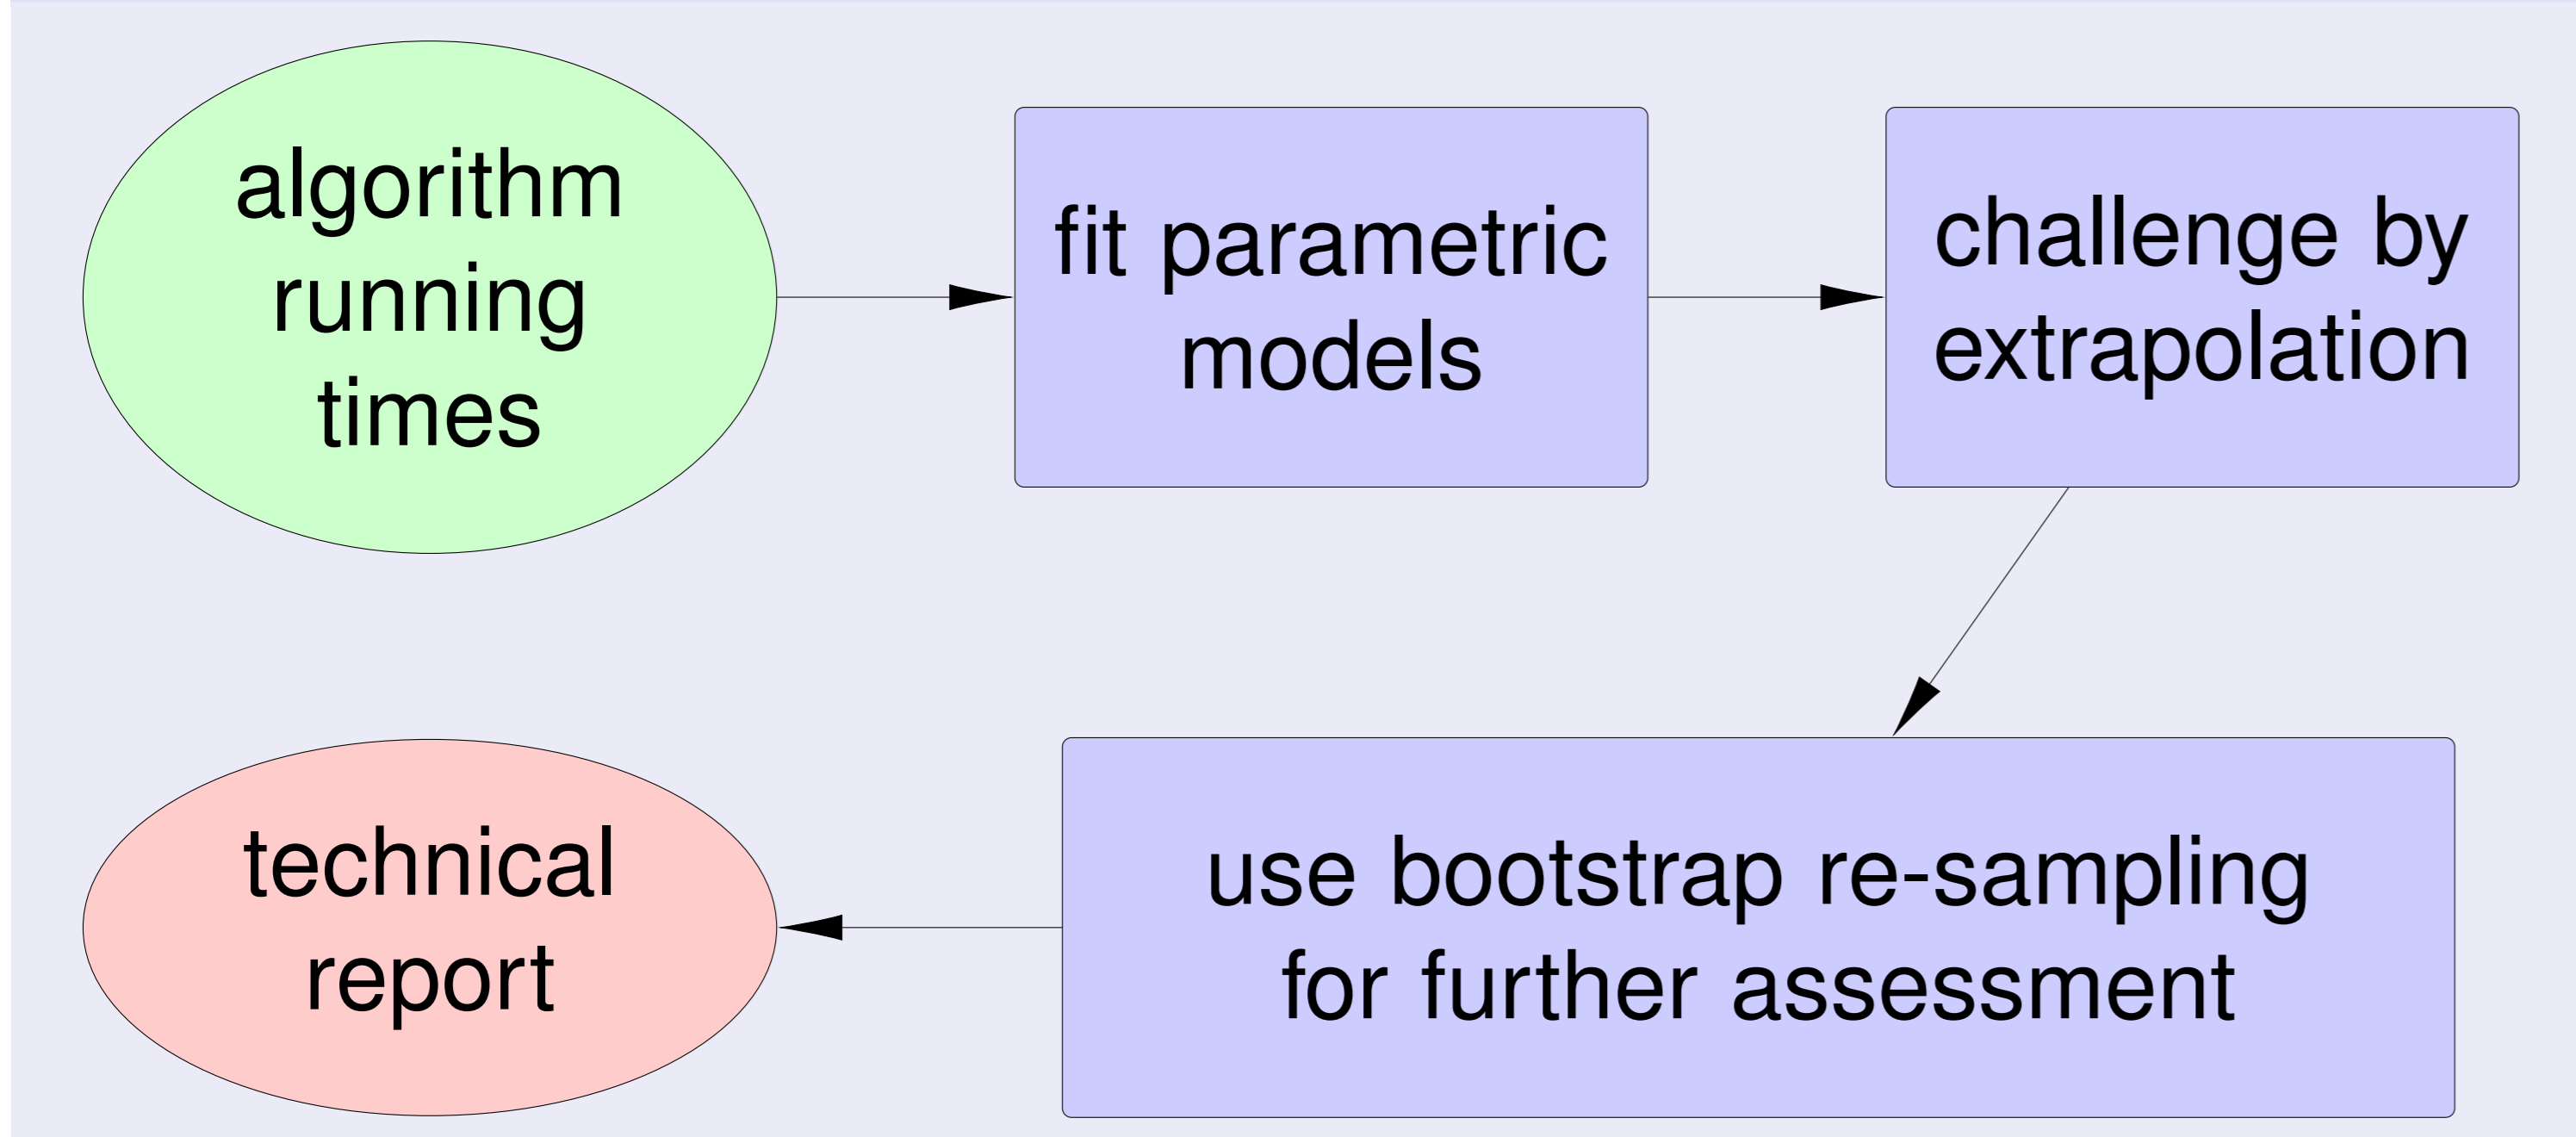 algorithm
running
times
fit parametric
models
challenge by
extrapolation
use bootstrap re-sampling
for further assessment
technical
report